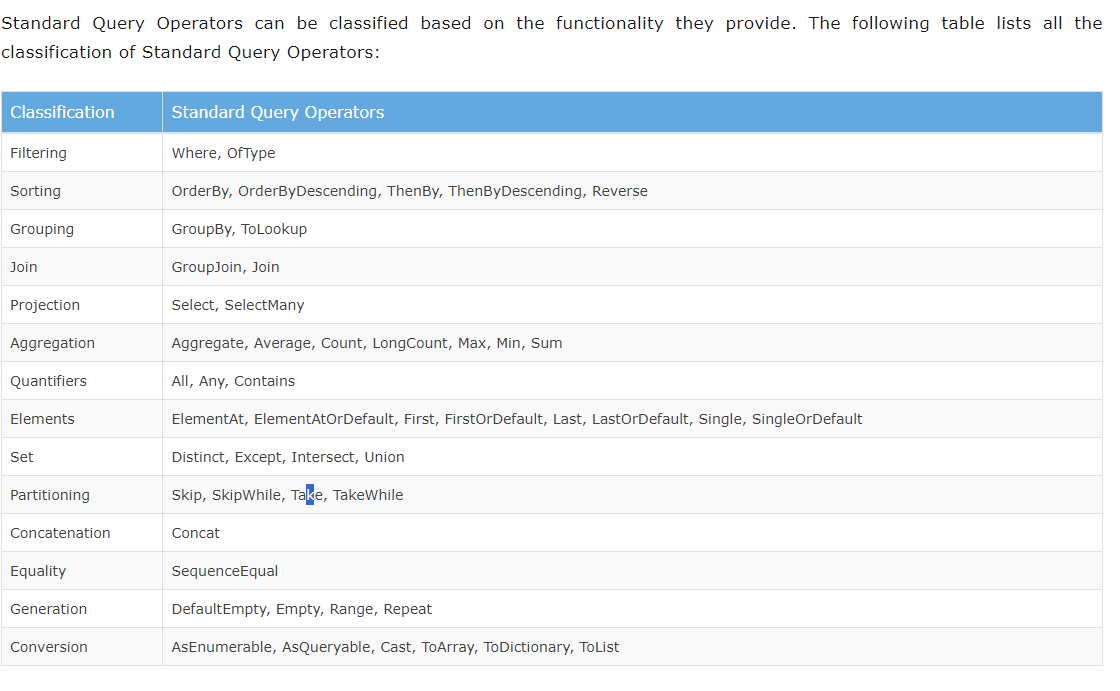 Standard Query Operators can be classified based on the functionality they provide. The following table lists all the
classification of Standard Query Operators:
Classification Standard Query Operators
Filtering Where, OfType
Sorting OrderBy, OrderByDescending, ThenBy, ThenByDescending, Reverse
Grouping GroupBy, ToLookup
Join GroupJoin, Join
Projection Select, SelectMany
Aggregation Aggregate, Average, Count, LongCount, Max, Min, Sum
Quantifiers All, Any, Contains
Elements ElementAt, ElementAtOrDefault, First, FirstOrDefault, Last, LastOrDefault, Single, SingleOrDefault
Set Distinct, Except, Intersect, Union
Partitioning Skip, SkipWhile, Take, TakeWhile
Concatenation Concat
Equality SequenceEqual
Generation DefaultEmpty, Empty, Range, Repeat
Conversion AsEnumerable, AsQueryable, Cast, ToArray, ToDictionary, ToList